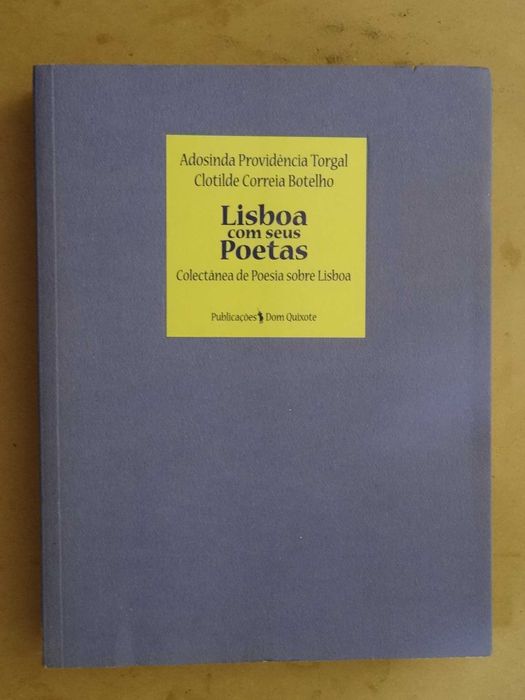 Adosinda Providência Torgal
Clotilde Correia Botelho
Lisboa
com seus
Poetas
Colectânea de Poesia sobre Lisboa
Publicações Dom Quixote